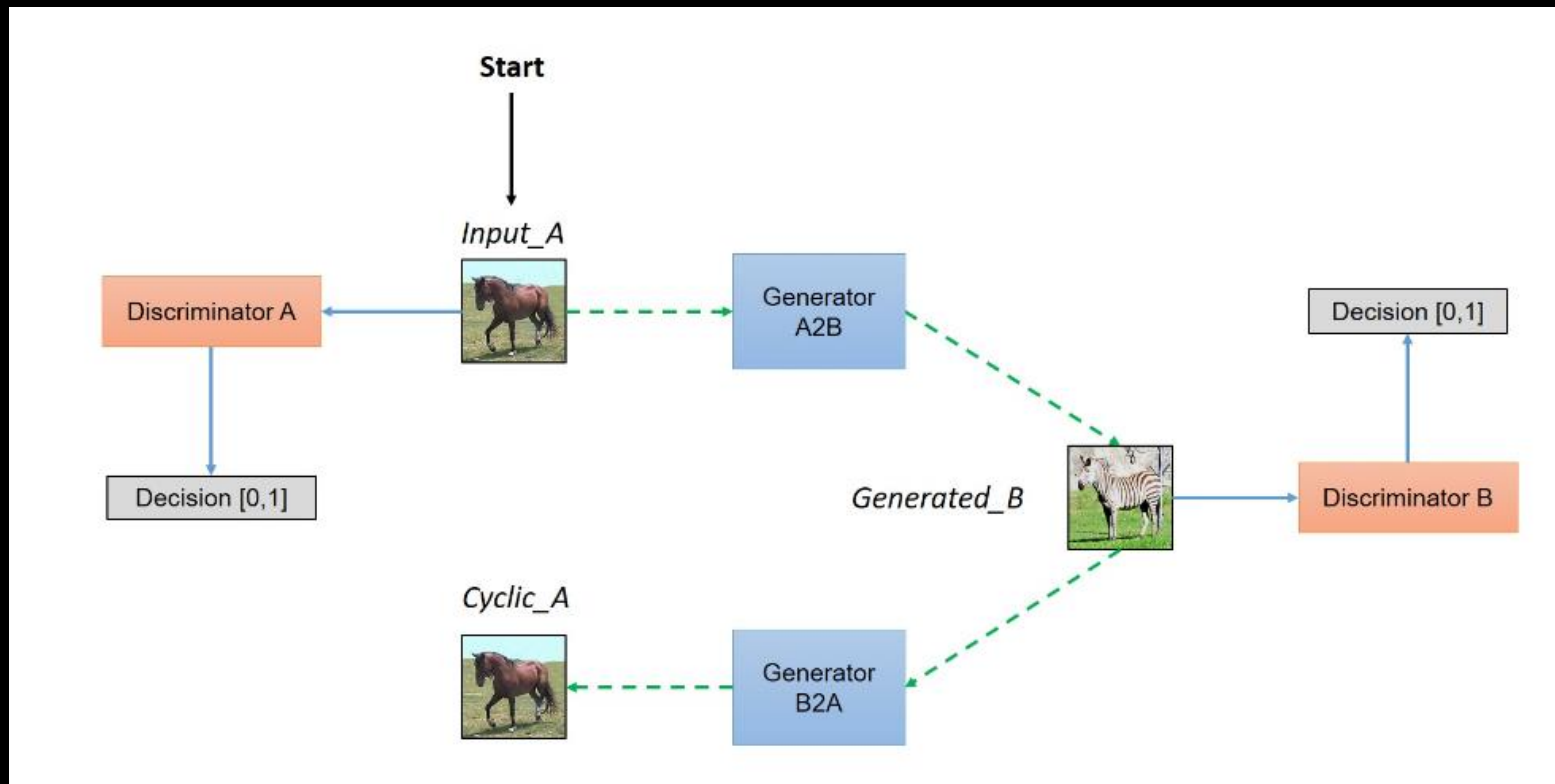 Start
Input_A
Discriminator A
Generator
A2B
Decision [0,1]
Decision [0,1]
Generated_B
Discriminator B
Cyclic_A
Generator
B2A